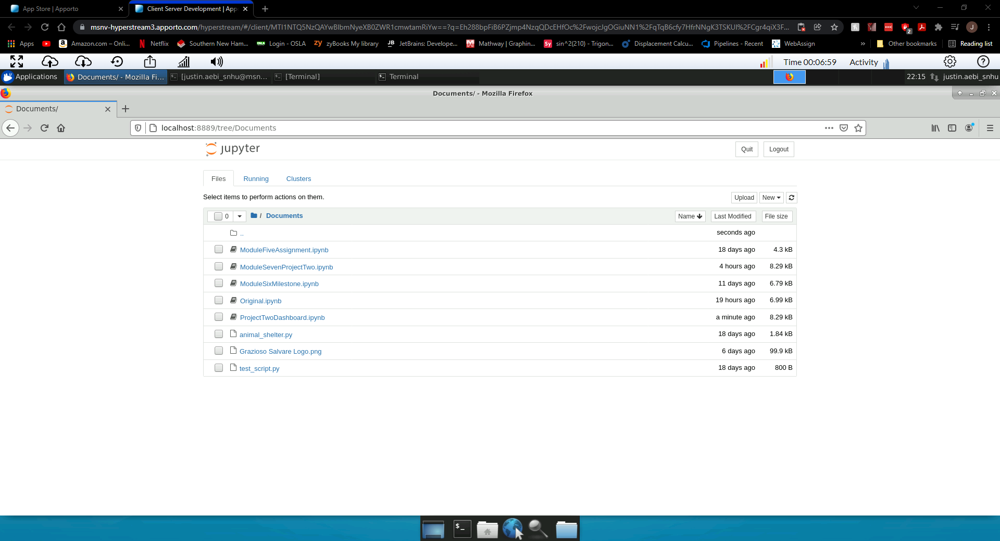 App Store | Apporto
Client Server Development | App
msnv-hyperstream3.apporto.com/hyperstream/#/client/
Apps
Amazon.com – Onli...
Netflix
Southern New Ham...
Login - OSLA
zyBooks My library
JetBrains: Develope...
Mathway | Graphin...
sin^2(210) - Trigon...
Displacement Calcu...
Pipelines - Recent
WebAssign
»
Other bookmarks
Reading list
Time 00:06:59
Activity
Applications
Documents/ - Mozilla Fi...
[justin.aebi_snhu@msn...
[Terminal]
Terminal
22:15
justin.aebi_snhu
Documents/ - Mozilla Firefox
Documents/
localhost:8889/tree/Documents
jupyter
Quit
Logout
Files
Running
Clusters
Select items to perform actions on them.
Upload
New
0
/
Documents
Name
Last Modified
File size
..
seconds ago
ModuleFiveAssignment.ipynb
18 days ago
4.3 kB
ModuleSevenProjectTwo.ipynb
4 hours ago
8.29 kB
ModuleSixMilestone.ipynb
11 days ago
6.79 kB
Original.ipynb
19 hours ago
6.99 kB
ProjectTwoDashboard.ipynb
a minute ago
8.29 kB
animal_shelter.py
18 days ago
1.84 kB
Grazioso Salvare Logo.png
6 days ago
99.9 kB
test_script.py
18 days ago
800 B